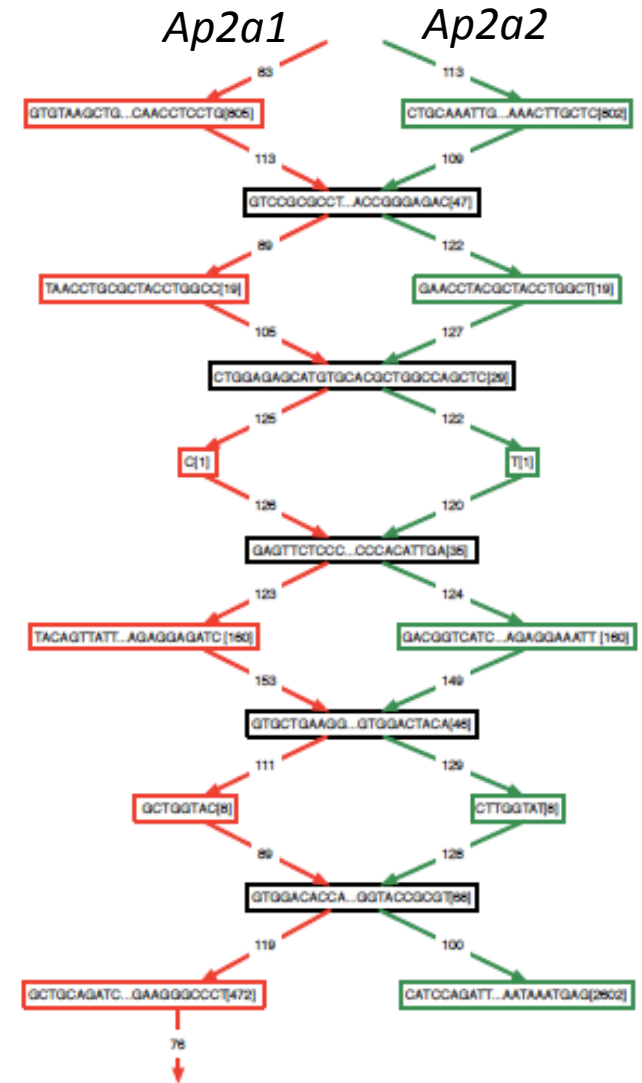 Ap2a1 Ap2a2
83 113
GTGTAAGCTG...CAACCTCCTG[805] CTGCAAATTG...AAACTTGCTC[802]
113 109
GTCCGCGCCT...ACCGGGAGAC[47]
89 122
TAACCTGCGCTACCTGGCC[19] GAACCTACGCTACCTGGCT[19]
105 127
CTGGAGAGCATGTGCACGCTGGCCAGCTC[29]
125 122
C[1] T[1]
126 120
GAGTTCTCCC...CCCACATTGA[35]
123 124
TACAGTTATT...AGAGGAGATC [160] GACGGTCATC...AGAGGAAATT [160]
153 149
GTGCTGAAGG...GTGGACTACA[46]
111 129
GCTGGTAC[8] CTTGGTAT[8]
89 128
GTGGACACCA...GGTACCGCGT[68]
119 100
GCTGCAGATC...GAAGGGCCCT[472] CATCCAGATT...AATAAATGAG[2602]
76